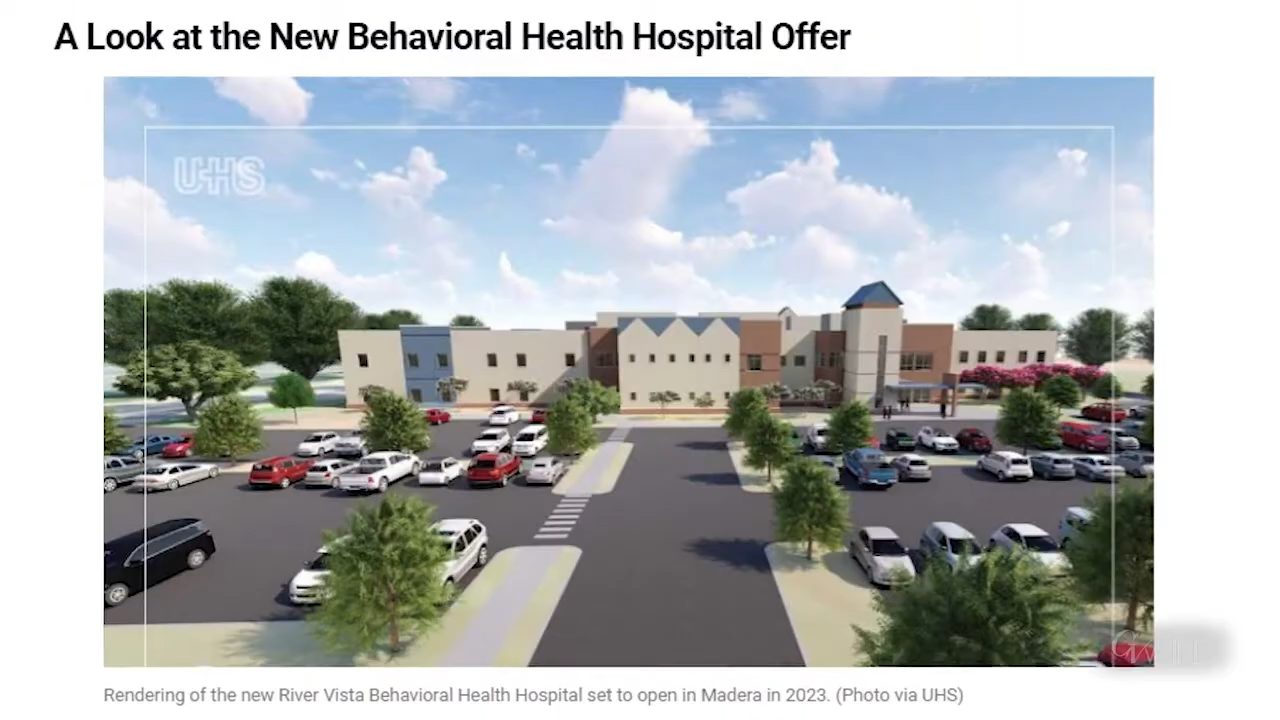 A Look at the New Behavioral Health Hospital Offer
UHS
Rendering of the new River Vista Behavioral Health Hospital set to open in Madera in 2023. (Photo via UHS)